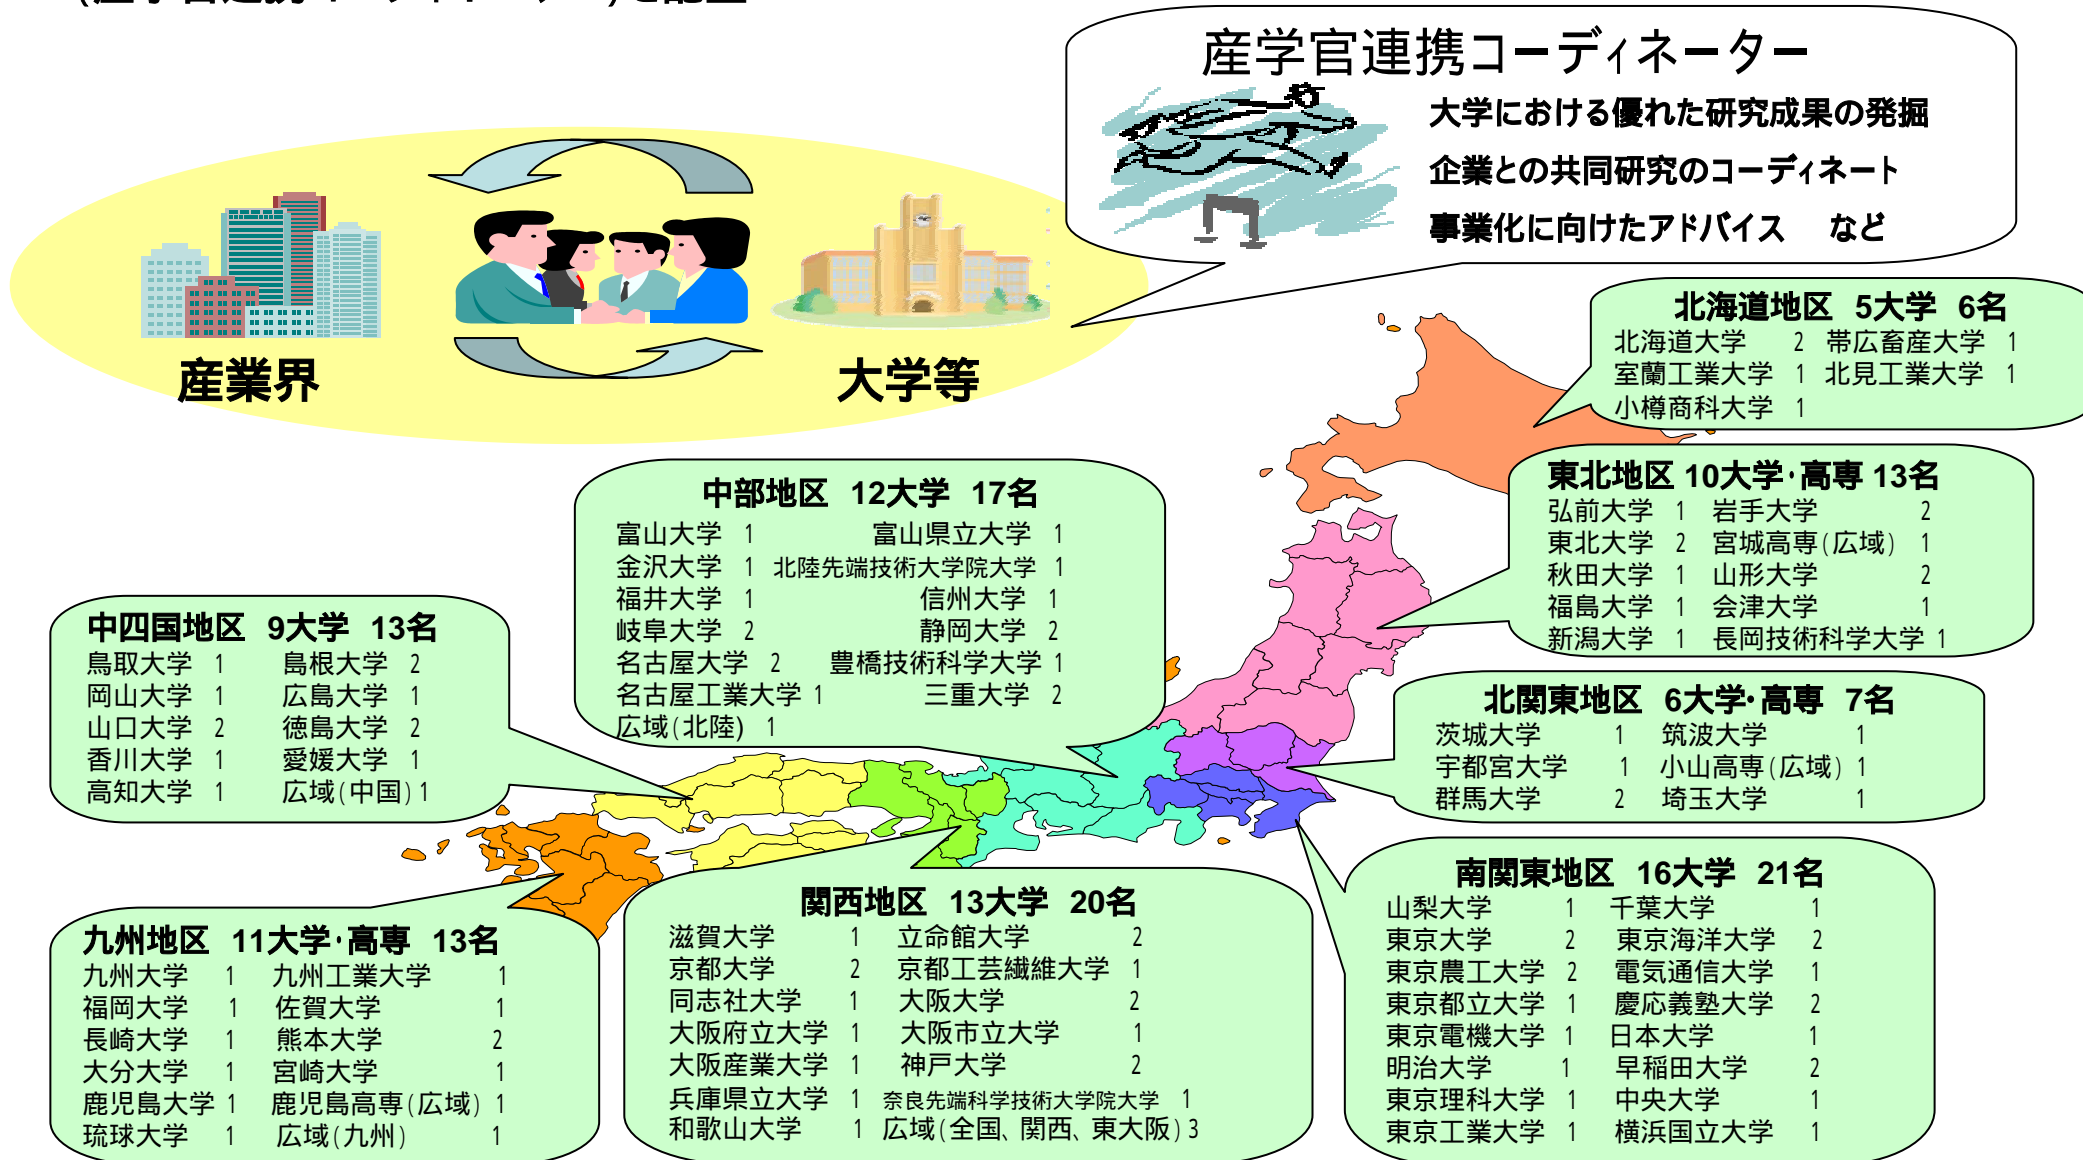 産学官連携コーディネーター
大学における優れた研究成果の発掘
企業との共同研究のコーディネート
事業化に向けたアドバイス など
産業界
大学等
北海道地区 5大学 6名
北海道大学 2 帯広畜産大学 1
室蘭工業大学 1 北見工業大学 1
小樽商科大学 1
東北地区 10大学・高専 13名
弘前大学 1 岩手大学 2
東北大学 2 宮城高専(広域) 1
秋田大学 1 山形大学 2
福島大学 1 会津大学 1
新潟大学 1 長岡技術科学大学 1
中部地区 12大学 17名
富山大学 1 富山県立大学 1
金沢大学 1 北陸先端技術大学院大学 1
福井大学 1 信州大学 1
岐阜大学 2 静岡大学 2
名古屋大学 2 豊橋技術科学大学 1
名古屋工業大学 1 三重大学 2
広域(北陸) 1
中四国地区 9大学 13名
鳥取大学 1 島根大学 2
岡山大学 1 広島大学 1
山口大学 2 徳島大学 2
香川大学 1 愛媛大学 1
高知大学 1 広域(中国) 1
北関東地区 6大学・高専 7名
茨城大学 1 筑波大学 1
宇都宮大学 1 小山高専(広域) 1
群馬大学 2 埼玉大学 1
南関東地区 16大学 21名
山梨大学 1 千葉大学 1
東京大学 2 東京海洋大学 2
東京農工大学 2 電気通信大学 1
東京都立大学 1 慶応義塾大学 2
東京電機大学 1 日本大学 1
明治大学 1 早稲田大学 2
東京理科大学 1 中央大学 1
東京工業大学 1 横浜国立大学 1
関西地区 13大学 20名
滋賀大学 1 立命館大学 2
京都大学 2 京都工芸繊維大学 1
同志社大学 1 大阪大学 2
大阪府立大学 1 大阪市立大学 1
大阪産業大学 1 神戸大学 2
兵庫県立大学 1 奈良先端科学技術大学院大学 1
和歌山大学 1 広域(全国、関西、東大阪) 3
九州地区 11大学・高専 13名
九州大学 1 九州工業大学 1
福岡大学 1 佐賀大学 1
長崎大学 1 熊本大学 2
大分大学 1 宮崎大学 1
鹿児島大学 1 鹿児島高専(広域) 1
琉球大学 1 広域(九州) 1